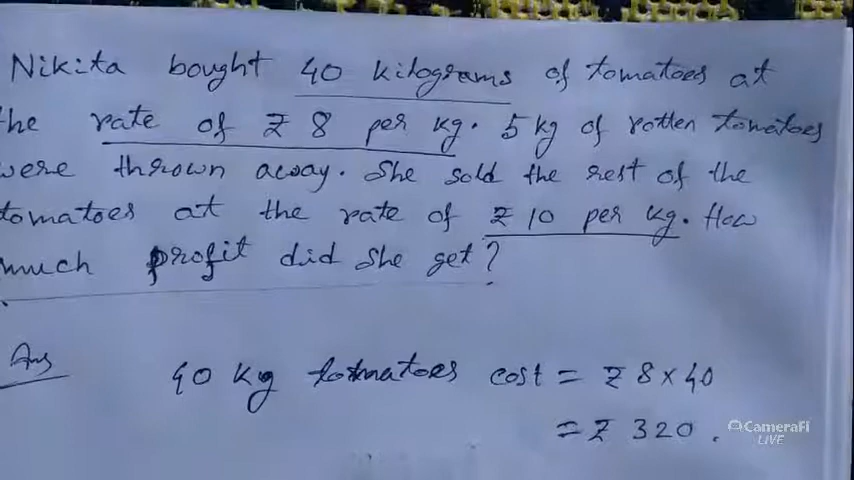 Nikita bought 40 kilograms of tomatoes at
he rate of ₹ 8 per kg. 5 kg of rotten tomatoes
were thrown away. She sold the rest of the
tomatoes at the rate of ₹ 10 per kg. How
much profit did she get?
Ans 40 kg tomatoes cost = ₹ 8 × 40
= ₹ 320.
CameraFi
LIVE